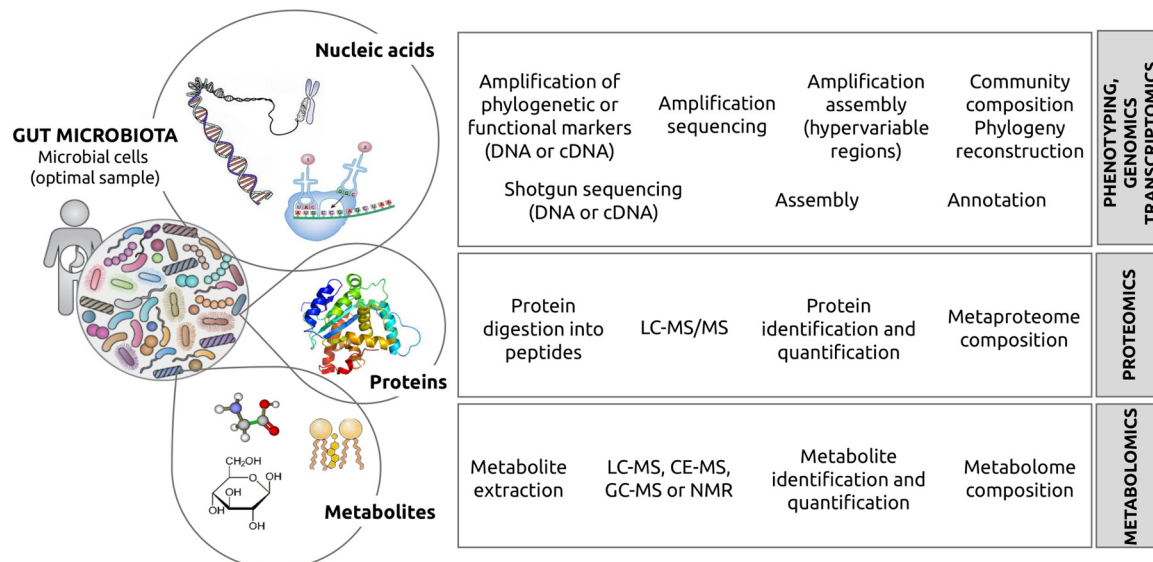 Nucleic acids
GUT MICROBIOTA
Microbial cells
(optimal sample)
Proteins
CH₂OH
H
O
H
H
OH
H
OH
OH
H
OH
Metabolites
Amplification of
phylogenetic or
functional markers
(DNA or cDNA)
Amplification
sequencing
Amplification
assembly
(hypervariable
regions)
Community
composition
Phylogeny
reconstruction
Shotgun sequencing
(DNA or cDNA)
Assembly
Annotation
PHENOTYPING,
GENOMICS
TRANSCRIPTOMICS
Protein
digestion into
peptides
LC-MS/MS
Protein
identification and
quantification
Metaproteome
composition
PROTEOMICS
Metabolite
extraction
LC-MS, CE-MS,
GC-MS or NMR
Metabolite
identification and
quantification
Metabolome
composition
METABOLOMICS